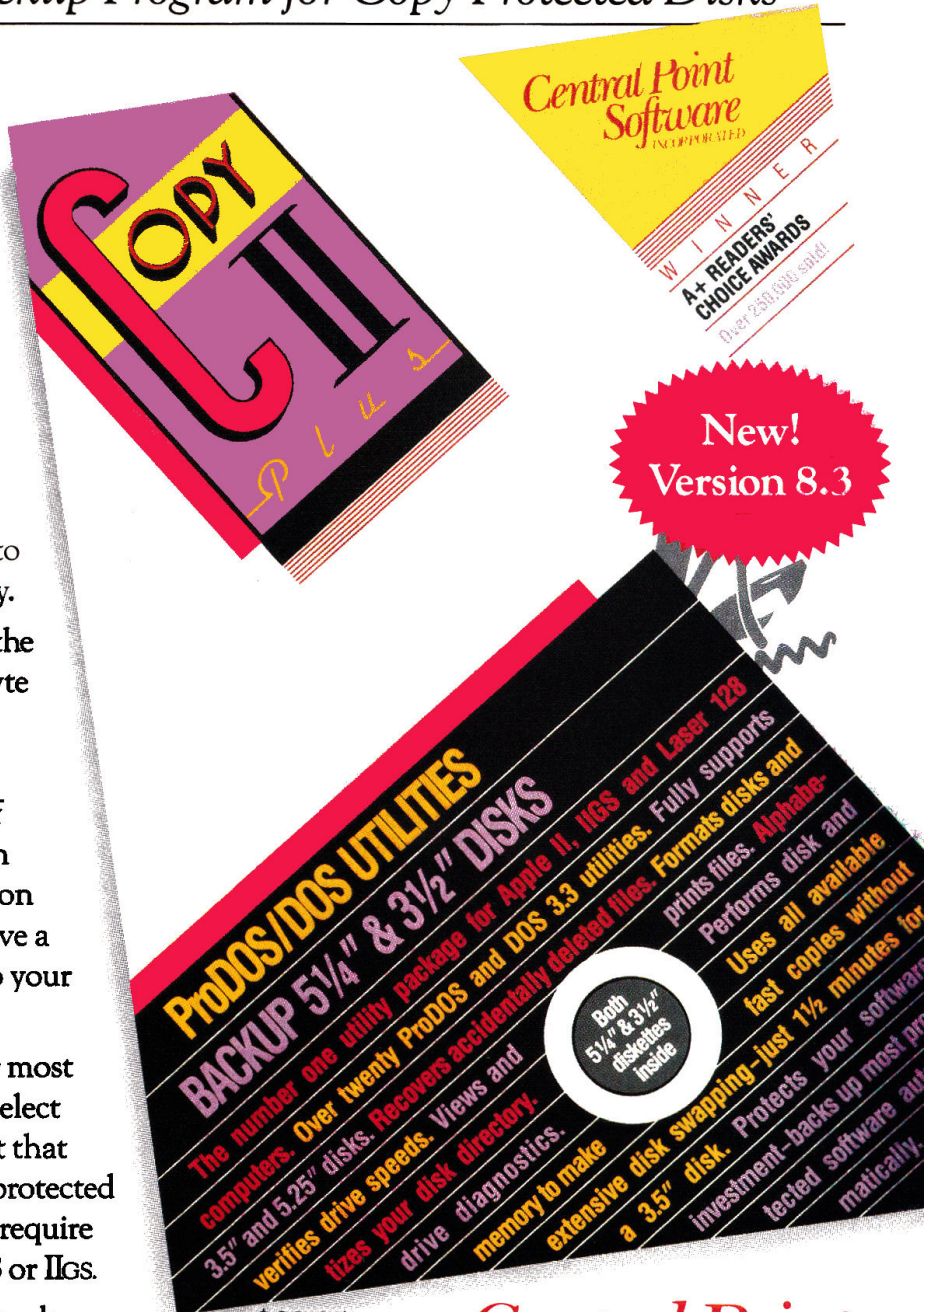 ckup Program for Copy Protected Disks
Central Point
Software
INCORPORATED
WINNER
A+ READERS'
CHOICE AWARDS
Over 250,000 sold!
COPY
II
Plus
New!
Version 8.3
to
y.
the
yte
n
on
ve a
your
most
elect
t that
protected
require
or IIGS.
ProDOS/DOS UTILITIES
BACKUP 5¼" & 3½" DISKS
The number one utility package for Apple II, IIGS and Laser 128
computers. Over twenty ProDOS and DOS 3.3 utilities. Fully supports
3.5" and 5.25" disks. Recovers accidentally deleted files. Formats disks and
verifies drive speeds. Views and prints files. Alphabe-
tizes your disk directory. Performs disk and
drive diagnostics. Uses all available
memory to make fast copies without
extensive disk swapping–just 1½ minutes for
a 3.5" disk. Protects your software
investment–backs up most pro
tected software aut
matically.
Both
5¼" & 3½"
diskettes
inside
Central Point